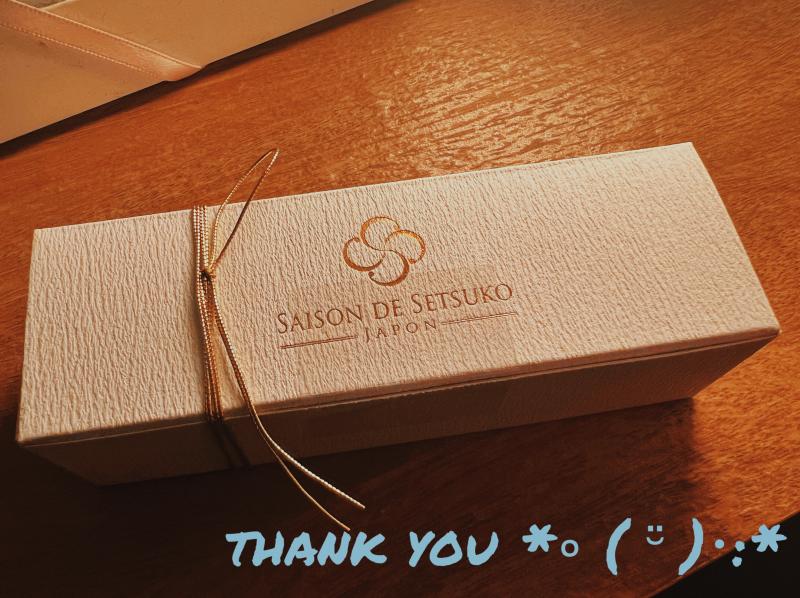 SAISON DE SETSUKO
JAPON
THANK YOU *。( ¨̮ )‧:*